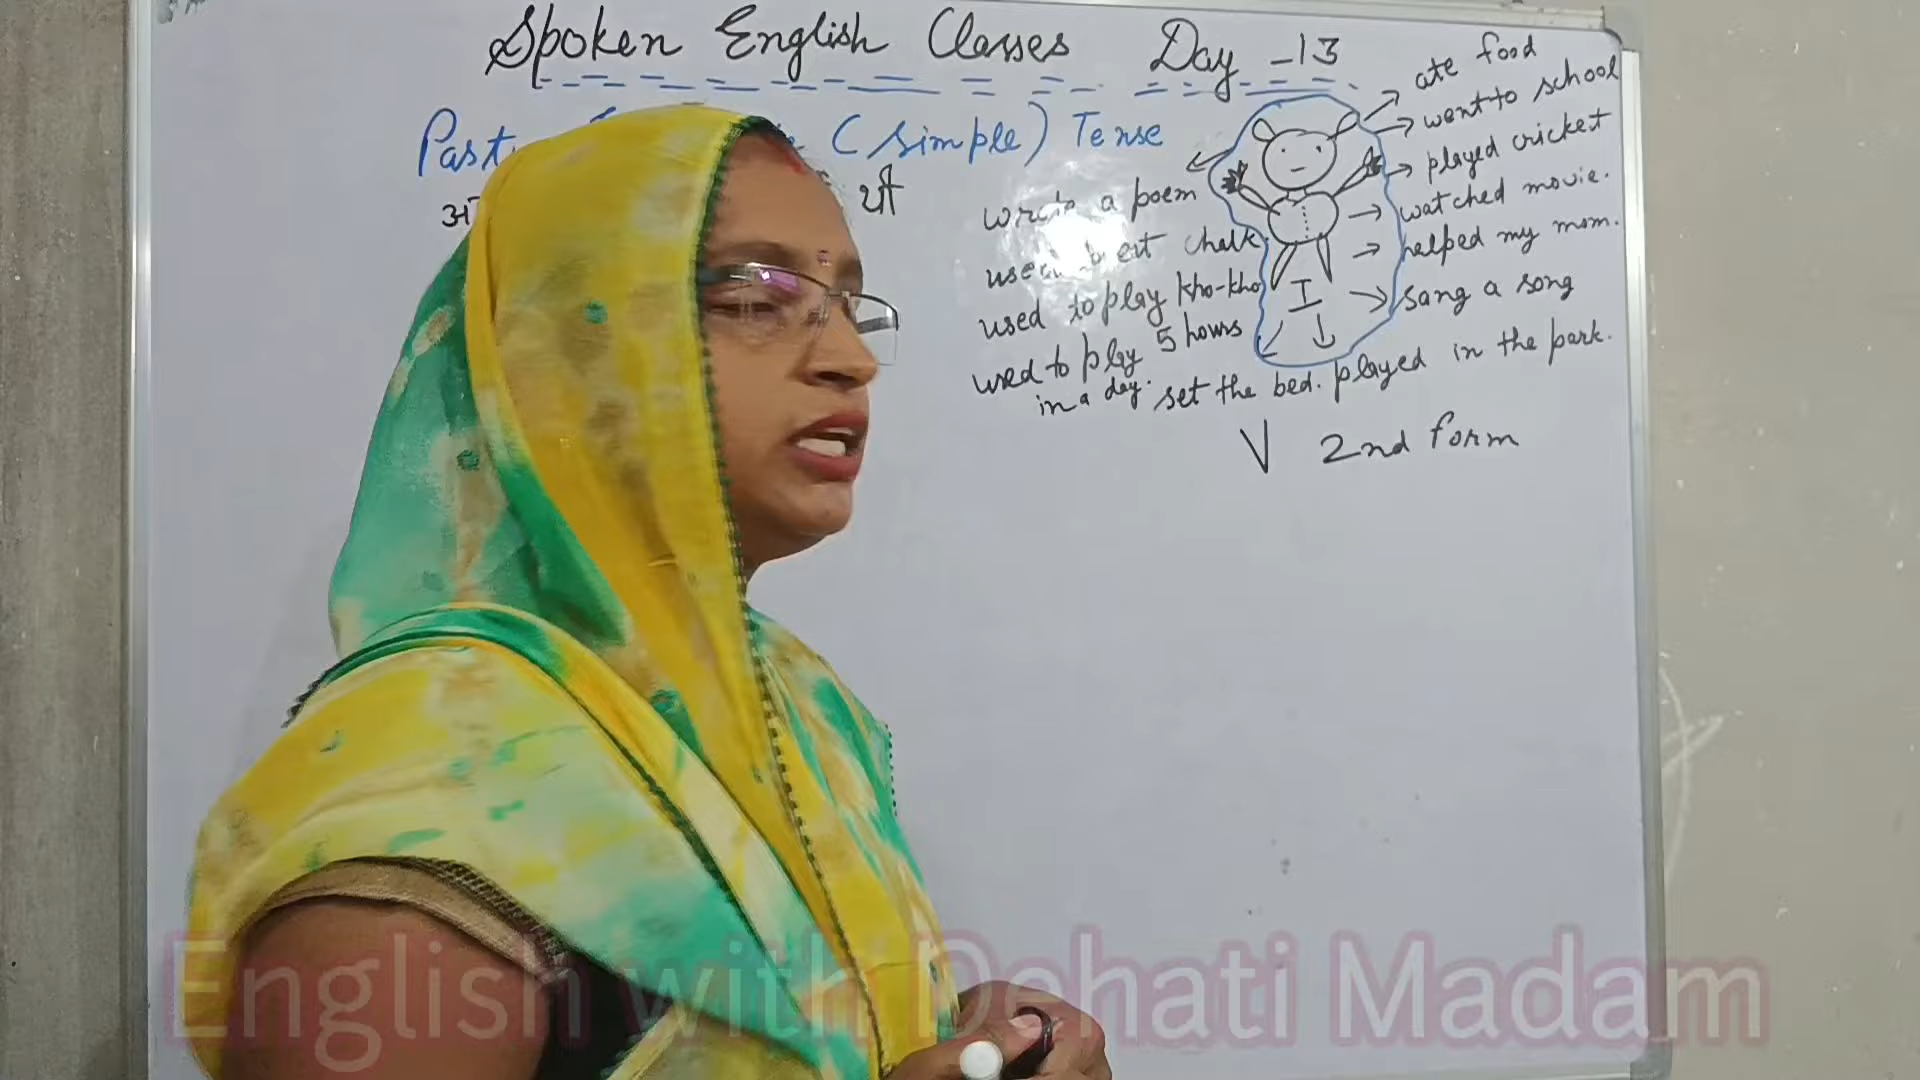 Spoken English Classes Day -13
Past (Simple) Tense
थी
ate food
went to school
played cricket
watched movie.
helped my mom.
sang a song
played in the park.
set the bed.
wrote a poem
chalk
used to play kho-kho
used to play 5 hours
in a day.
I
V 2nd form
English with Dehati Madam